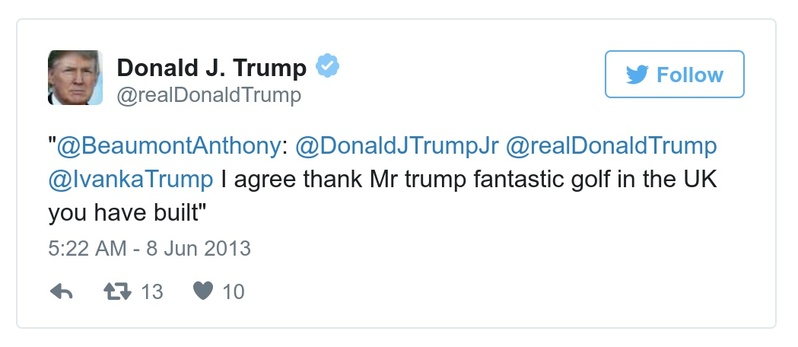 Donald J. Trump
@realDonaldTrump
Follow
"@BeaumontAnthony: @DonaldJTrumpJr @realDonaldTrump
@IvankaTrump I agree thank Mr trump fantastic golf in the UK
you have built"
5:22 AM - 8 Jun 2013
13 10